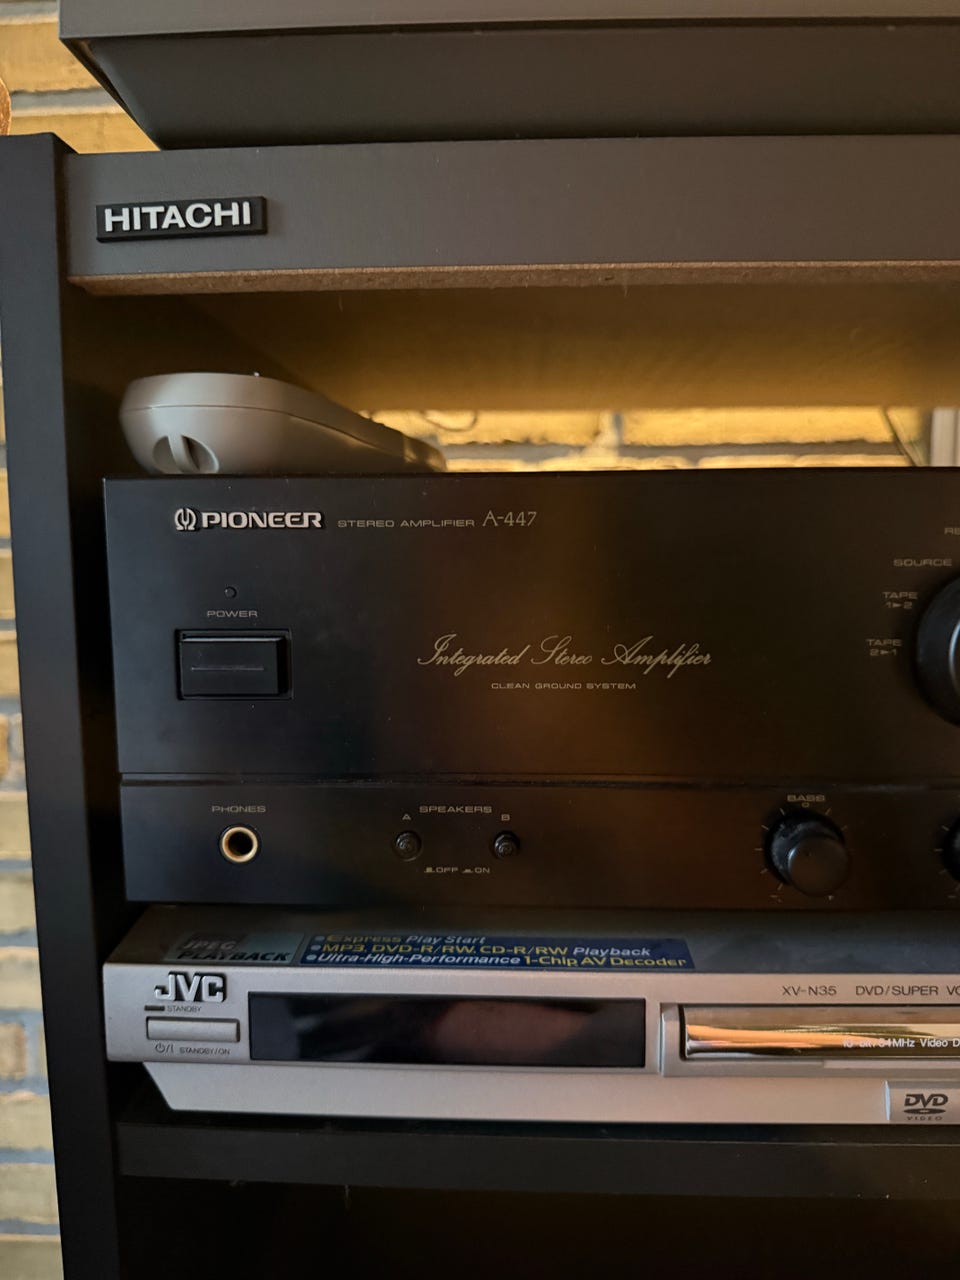 HITACHI
PIONEER STEREO AMPLIFIER A-447
SOURCE
TAPE
1▶2
TAPE
2▶1
POWER
Integrated Stereo Amplifier
CLEAN GROUND SYSTEM
PHONES
SPEAKERS
A B
OFF ON
BASS
0
JPEG
PLAYBACK
Express Play Start
MP3, DVD-R/RW, CD-R/RW Playback
Ultra-High-Performance 1-Chip AV Decoder
JVC
STANDBY
STANDBY/ON
XV-N35 DVD/SUPER
Video
DVD
VIDEO